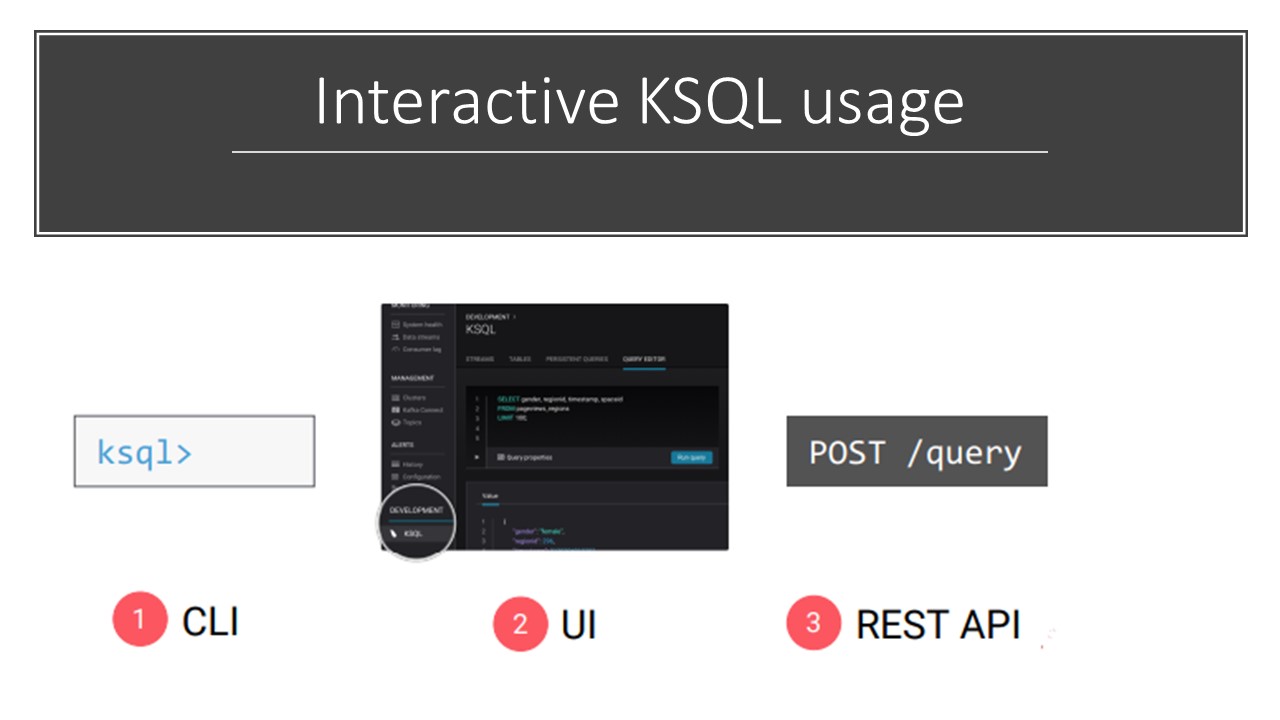 Interactive KSQL usage
ksql>
MONITORING
System health
Data streams
Consumer lag
MANAGEMENT
Clusters
Kafka Connect
Topics
ALERTS
History
Configuration
DEVELOPMENT
KSQL
DEVELOPMENT >
KSQL
STREAMS TABLES PERSISTENT QUERIES QUERY EDITOR
1 SELECT gender, regionid, timestamp, userid
2 FROM pageviews_regions
3 LIMIT 100;
4
5
Query properties
Run query
Value
1 {
2 "gender": "female",
3 "regionid":
POST /query
1 CLI
2 UI
3 REST API